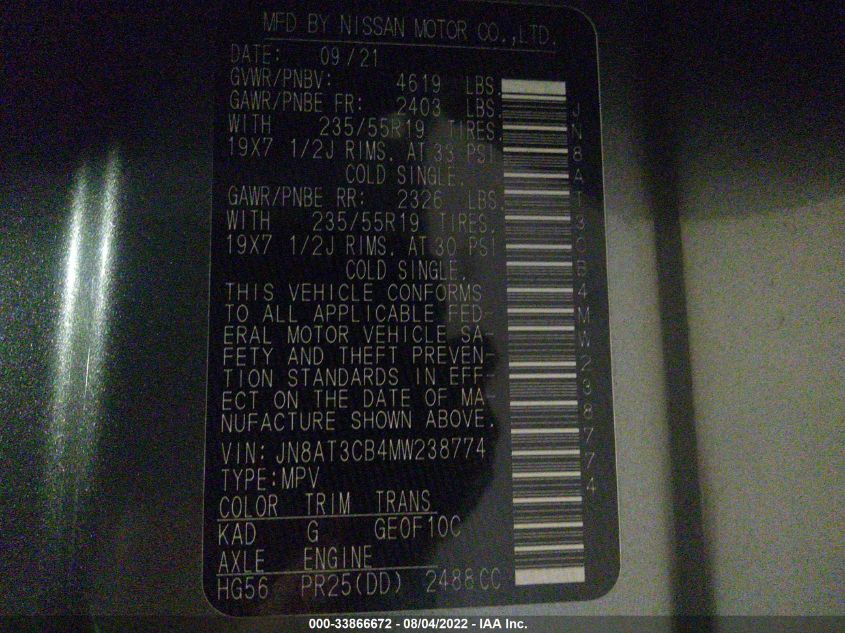 MFD BY NISSAN MOTOR CO.,LTD.
DATE: 09/21
GVWR/PNBV: 4619 LBS.
GAWR/PNBE FR: 2403 LBS.
WITH 235/55R19 TIRES.
19X7 1/2J RIMS. AT 33 PSI
COLD SINGLE.
GAWR/PNBE RR: 2326 LBS.
WITH 235/55R19 TIRES.
19X7 1/2J RIMS. AT 30 PSI
COLD SINGLE.
THIS VEHICLE CONFORMS
TO ALL APPLICABLE FED-
ERAL MOTOR VEHICLE SA-
FETY AND THEFT PREVEN-
TION STANDARDS IN EFF-
ECT ON THE DATE OF MA-
NUFACTURE SHOWN ABOVE.
VIN: JN8AT3CB4MW238774
TYPE:MPV
COLOR TRIM TRANS
KAD G GE0F10C
AXLE ENGINE
HG56 PR25(DD) 2488CC
JN8AT3CB4MW238774
000-33866672 - 08/04/2022 - IAA Inc.